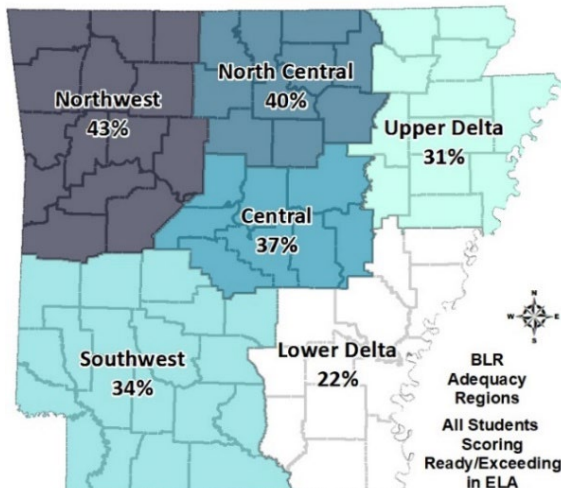 North Central
40%
Northwest
43%
Upper Delta
31%
Central
37%
Southwest
34%
Lower Delta
22%
N
W
E
S
BLR
Adequacy
Regions
All Students
Scoring
Ready/Exceeding
in ELA